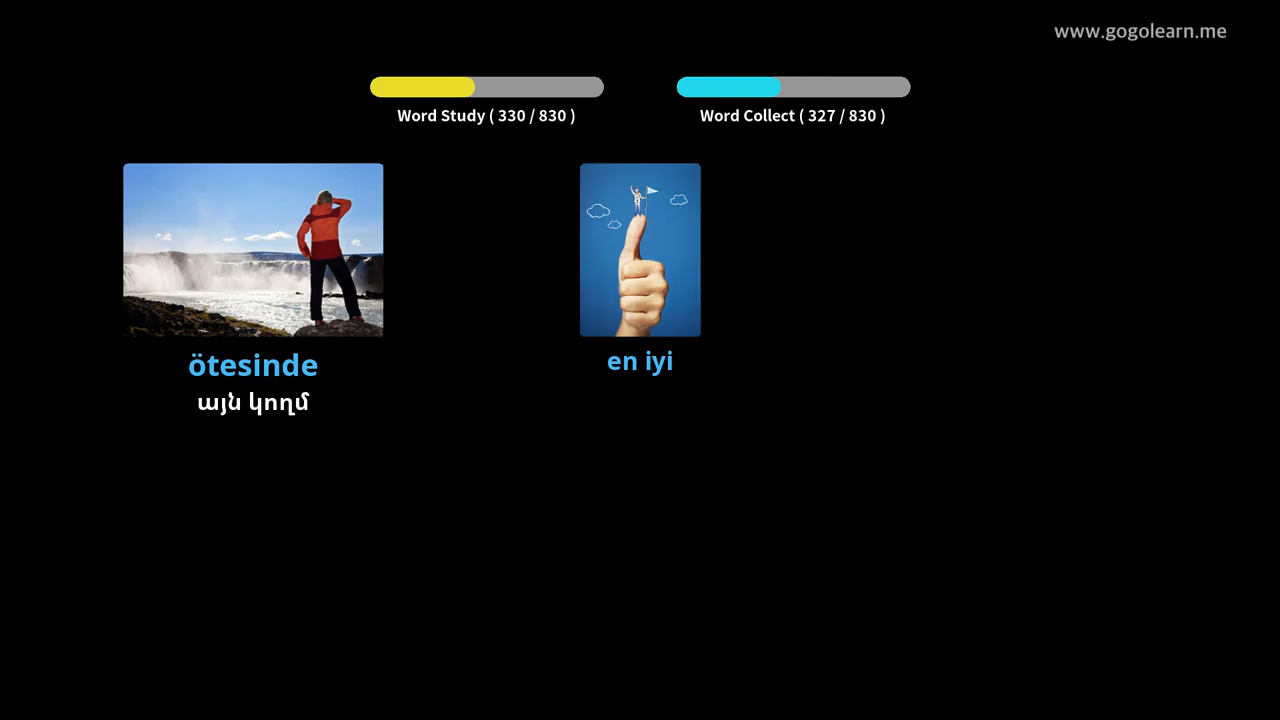 www.gogolearn.me
Word Study ( 330 / 830 )
Word Collect ( 327 / 830 )
ötesinde
այն կողմ
en iyi